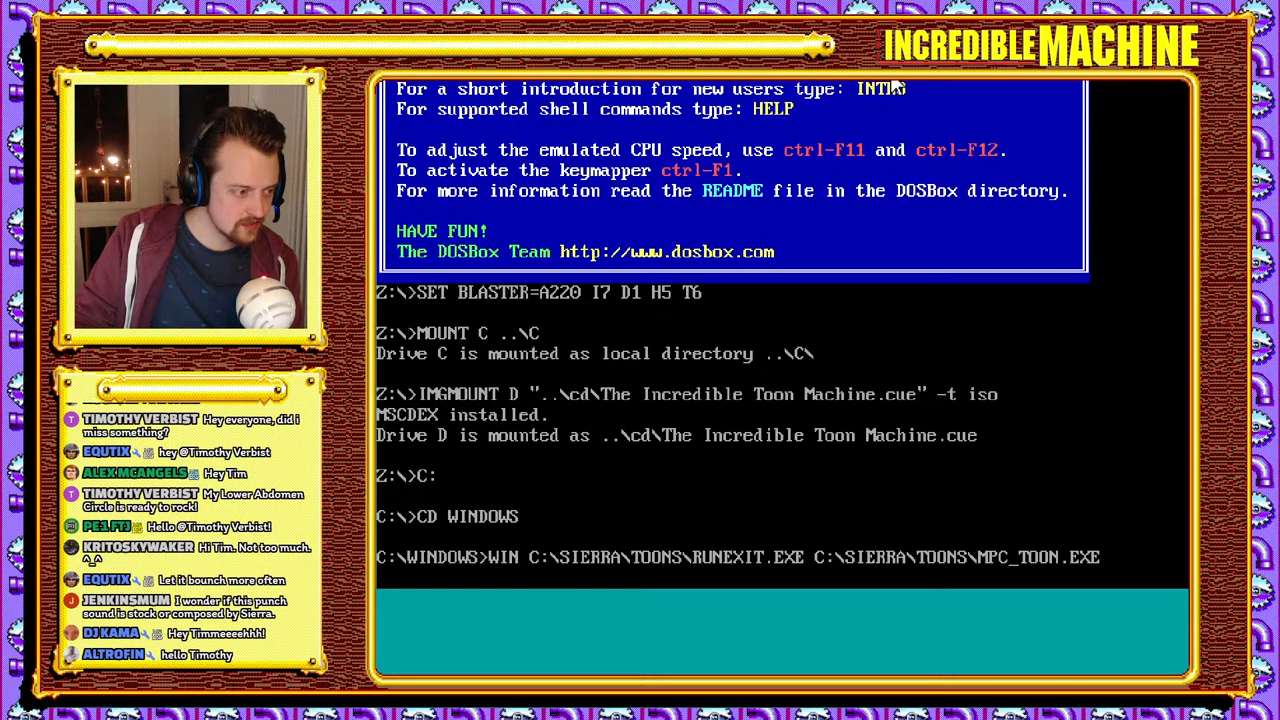 INCREDIBLE MACHINE
For a short introduction for new users type: INTRO
For supported shell commands type: HELP
To adjust the emulated CPU speed, use ctrl-F11 and ctrl-F12.
To activate the keymapper ctrl-F1.
For more information read the README file in the DOSBox directory.
HAVE FUN!
The DOSBox Team http://www.dosbox.com
Z:\>SET BLASTER=A220 I7 D1 H5 T6
Z:\>MOUNT C ..\C
Drive C is mounted as local directory ..\C\
Z:\>IMGMOUNT D "..\cd\The Incredible Toon Machine.cue" -t iso
MSCDEX installed.
Drive D is mounted as ..\cd\The Incredible Toon Machine.cue
Z:\>C:
C:\>CD WINDOWS
C:\WINDOWS>WIN C:\SIERRA\TOONS\RUNEXIT.EXE C:\SIERRA\TOONS\MPC_TOON.EXE
TIMOTHY VERBIST Hey everyone, did i
miss something?
EQUTIX hey @Timothy Verbist
ALEX MCANGELS Hey Tim
TIMOTHY VERBIST My Lower Abdomen
Circle is ready to rock!
PE1FTJ Hello @Timothy Verbist!
KRITOSKYWAKER Hi Tim. Not too much.
^_^
EQUTIX Let it bounch more often
JENKINSMUM I wonder if this punch
sound is stock or composed by Sierra.
DJ KAMA Hey Timmeeeehhh!
ALTROFIN hello Timothy